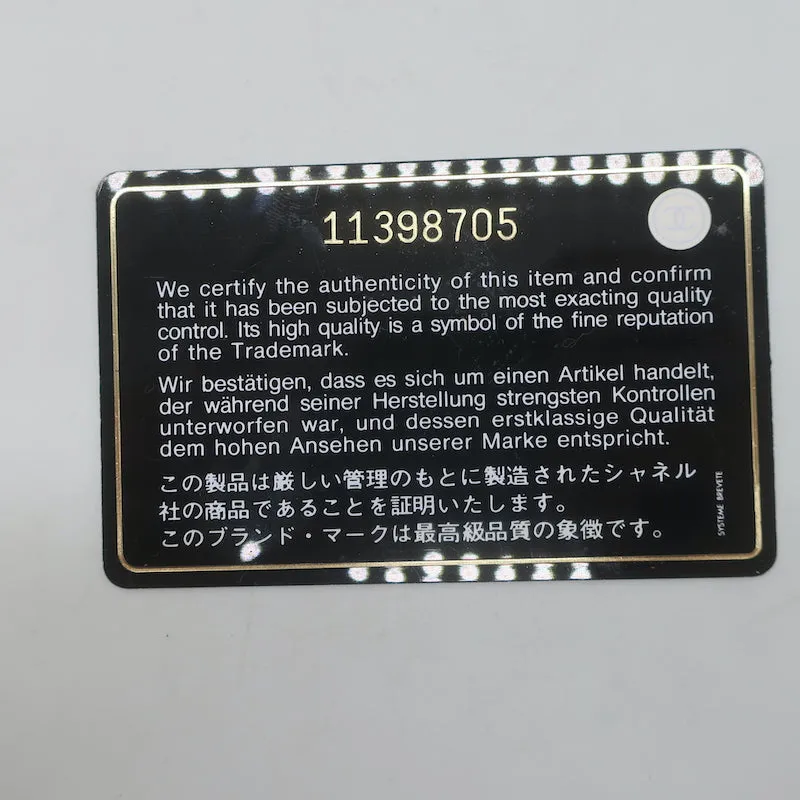 11398705
We certify the authenticity of this item and confirm
that it has been subjected to the most exacting quality
control. Its high quality is a symbol of the fine reputation
of the Trademark.
Wir bestätigen, dass es sich um einen Artikel handelt,
der während seiner Herstellung strengsten Kontrollen
unterworfen war, und dessen erstklassige Qualität
dem hohen Ansehen unserer Marke entspricht.
この製品は厳しい管理のもとに製造されたシャネル
社の商品であることを証明いたします。
このブランド・マークは最高級品質の象徴です。
SYSTEME BREVETE